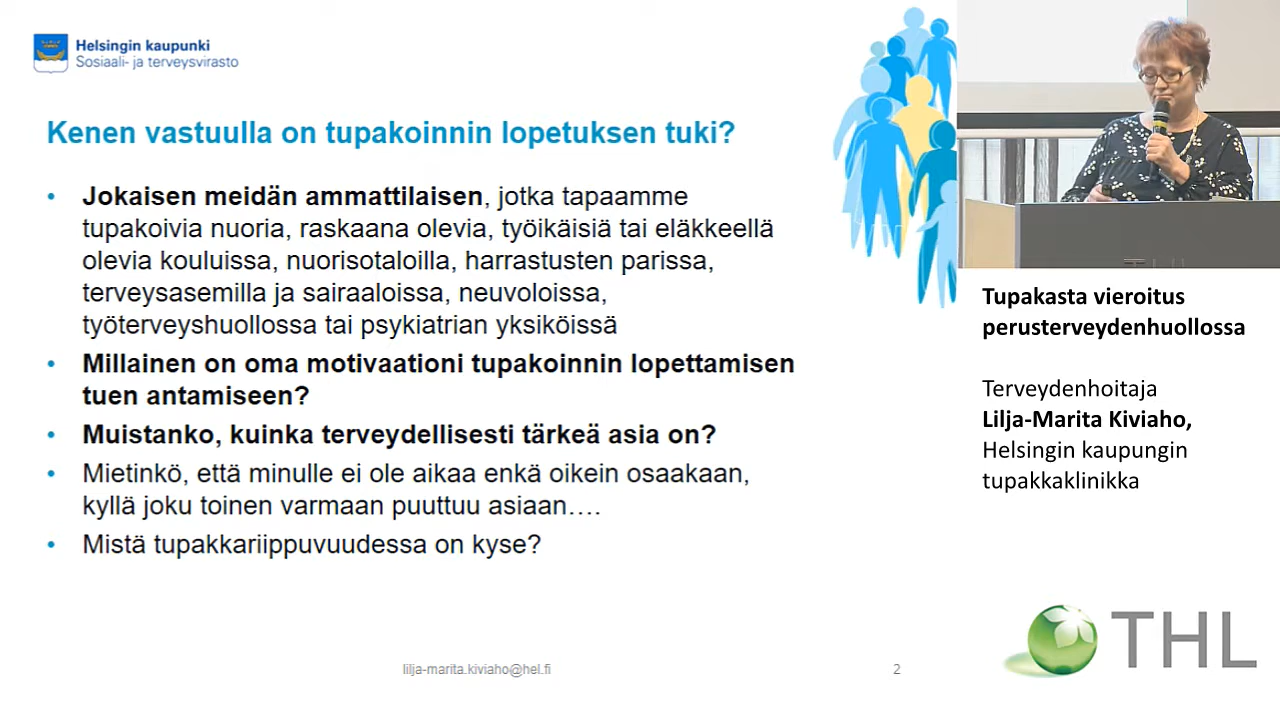 Helsingin kaupunki
Sosiaali- ja terveysvirasto
Kenen vastuulla on tupakoinnin lopetuksen tuki?
• Jokaisen meidän ammattilaisen, jotka tapaamme
tupakoivia nuoria, raskaana olevia, työikäisiä tai eläkkeellä
olevia kouluissa, nuorisotaloilla, harrastusten parissa,
terveysasemilla ja sairaaloissa, neuvoloissa,
työterveyshuollossa tai psykiatrian yksiköissä
• Millainen on oma motivaationi tupakoinnin lopettamisen
tuen antamiseen?
• Muistanko, kuinka terveydellisesti tärkeä asia on?
• Mietinkö, että minulle ei ole aikaa enkä oikein osaakaan,
kyllä joku toinen varmaan puuttuu asiaan….
• Mistä tupakkariippuvuudessa on kyse?
lilja-marita.kiviaho@hel.fi
2
Tupakasta vieroitus
perusterveydenhuollossa
Terveydenhoitaja
Lilja-Marita Kiviaho,
Helsingin kaupungin
tupakkaklinikka
THL